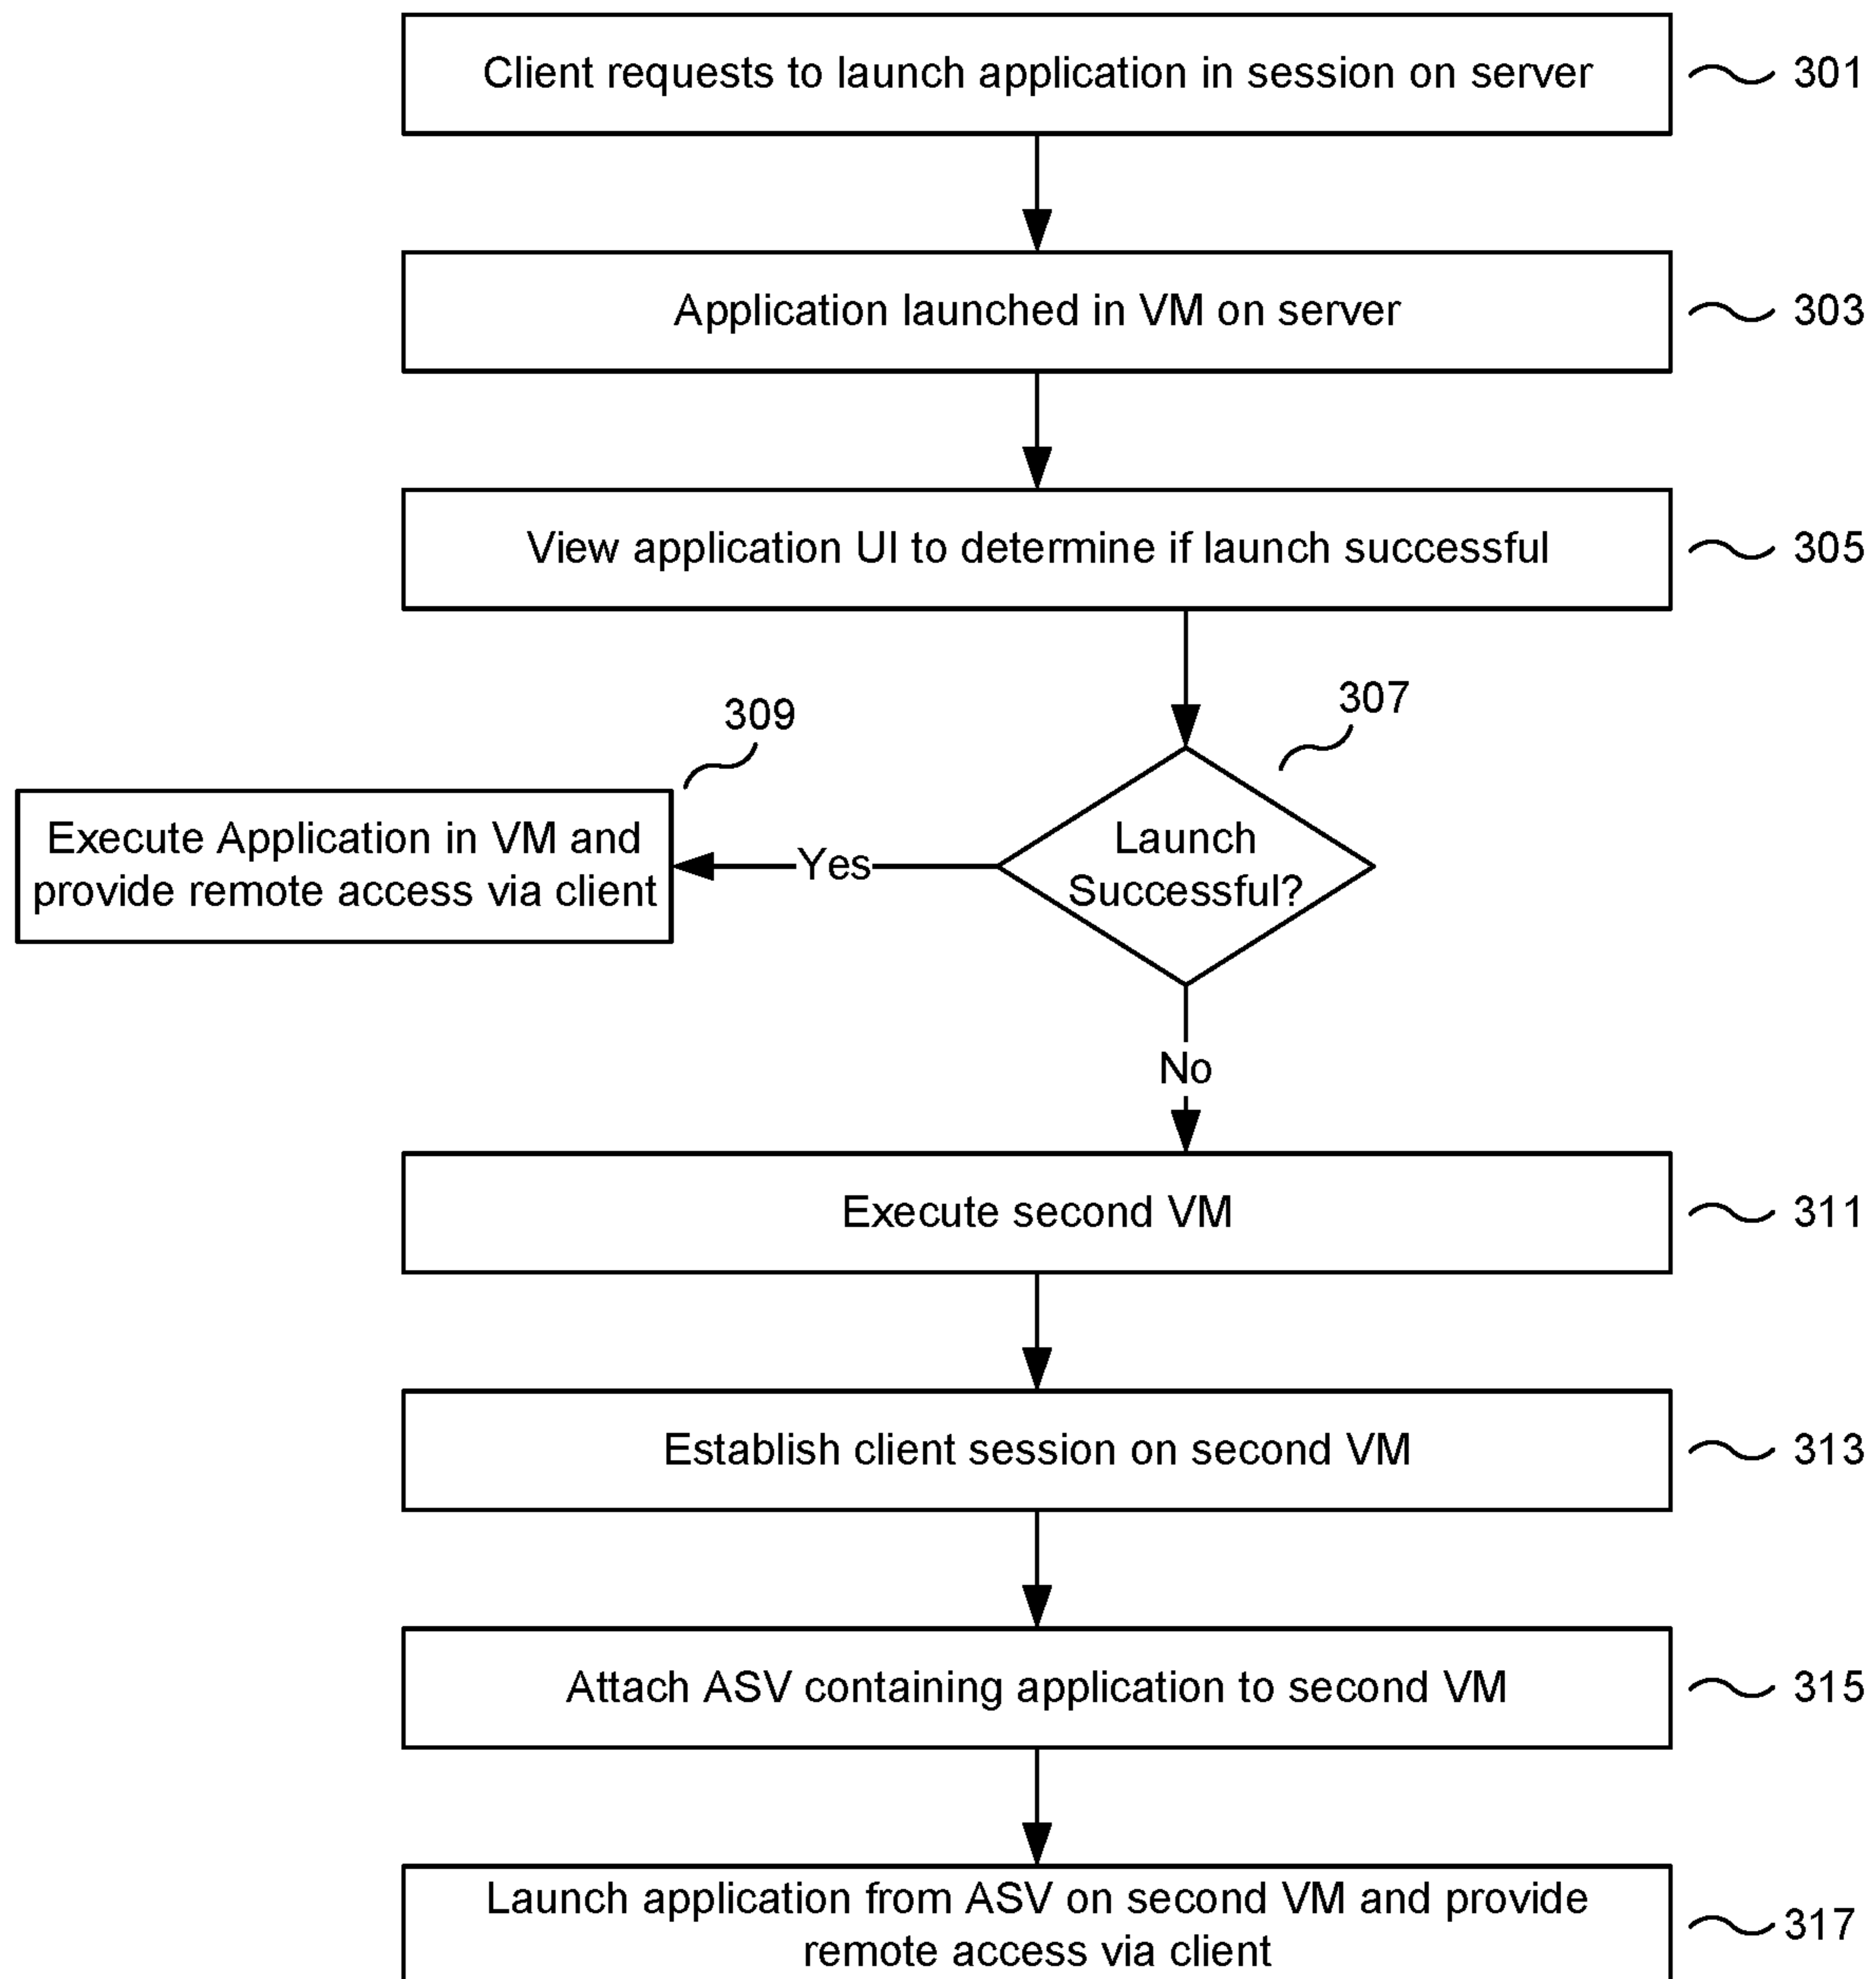 Client requests to launch application in session on server
301
Application launched in VM on server
303
View application UI to determine if launch successful
305
309
307
Execute Application in VM and
provide remote access via client
Yes
Launch
Successful?
No
Execute second VM
311
Establish client session on second VM
313
Attach ASV containing application to second VM
315
Launch application from ASV on second VM and provide
remote access via client
317